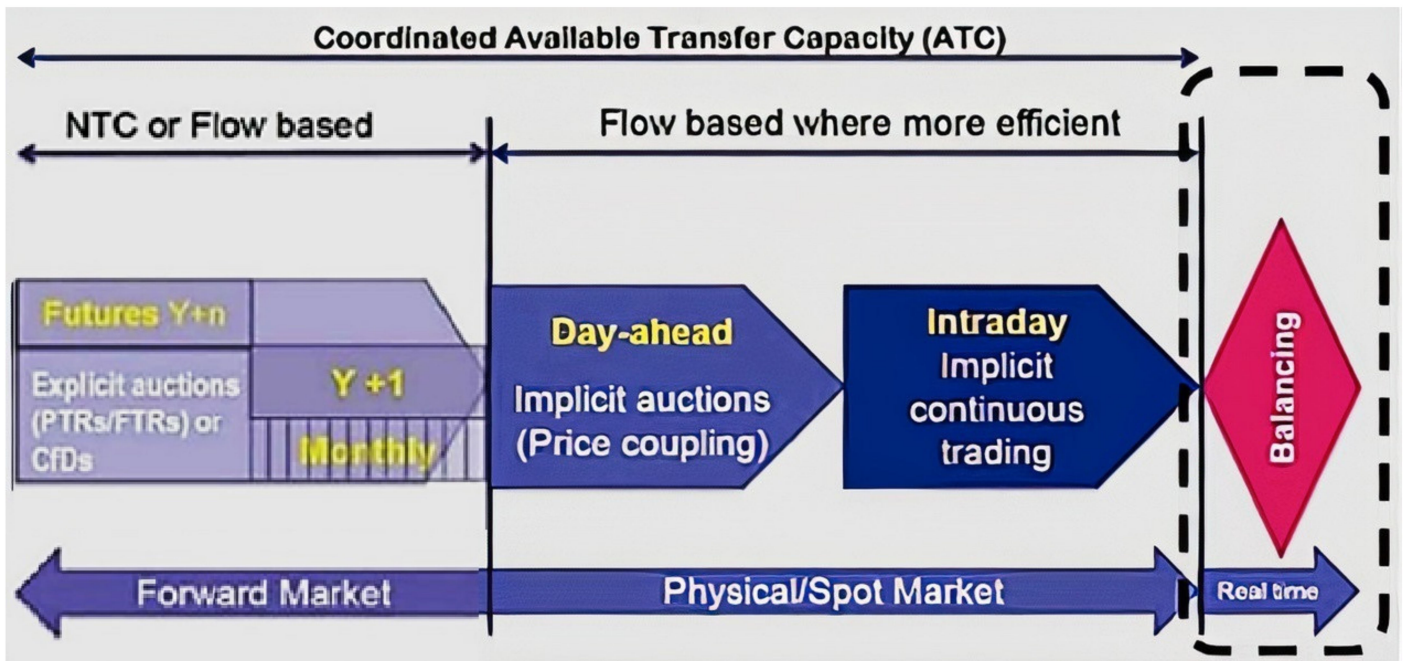 Coordinated Available Transfer Capacity (ATC)
NTC or Flow based
Flow based where more efficient
Futures Y+n
Explicit auctions
(PTRs/FTRs) or
CfDs
Y +1
Monthly
Day-ahead
Implicit auctions
(Price coupling)
Intraday
Implicit
continuous
trading
Balancing
Forward Market
Physical/Spot Market
Real time